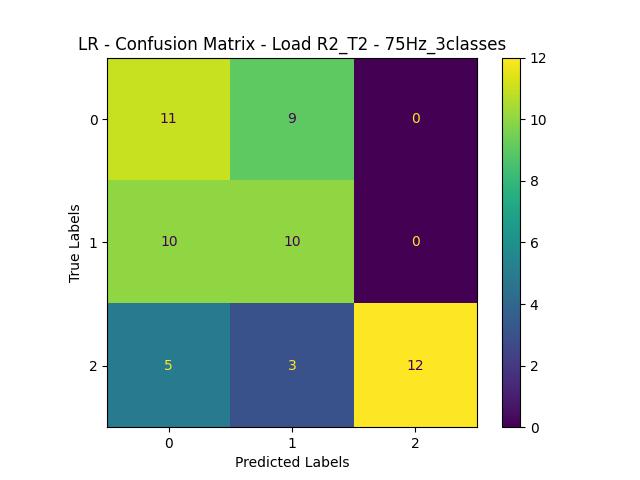 LR - Confusion Matrix - Load R2_T2 - 75Hz_3classes
True Labels
0
11 9 0
1
10 10 0
2
5 3 12
0 1 2
Predicted Labels
12
10
8
6
4
2
0